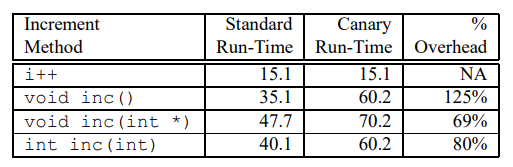 Increment Standard Canary %
Method Run-Time Run-Time Overhead
i++ 15.1 15.1 NA
void inc() 35.1 60.2 125%
void inc(int *) 47.7 70.2 69%
int inc(int) 40.1 60.2 80%